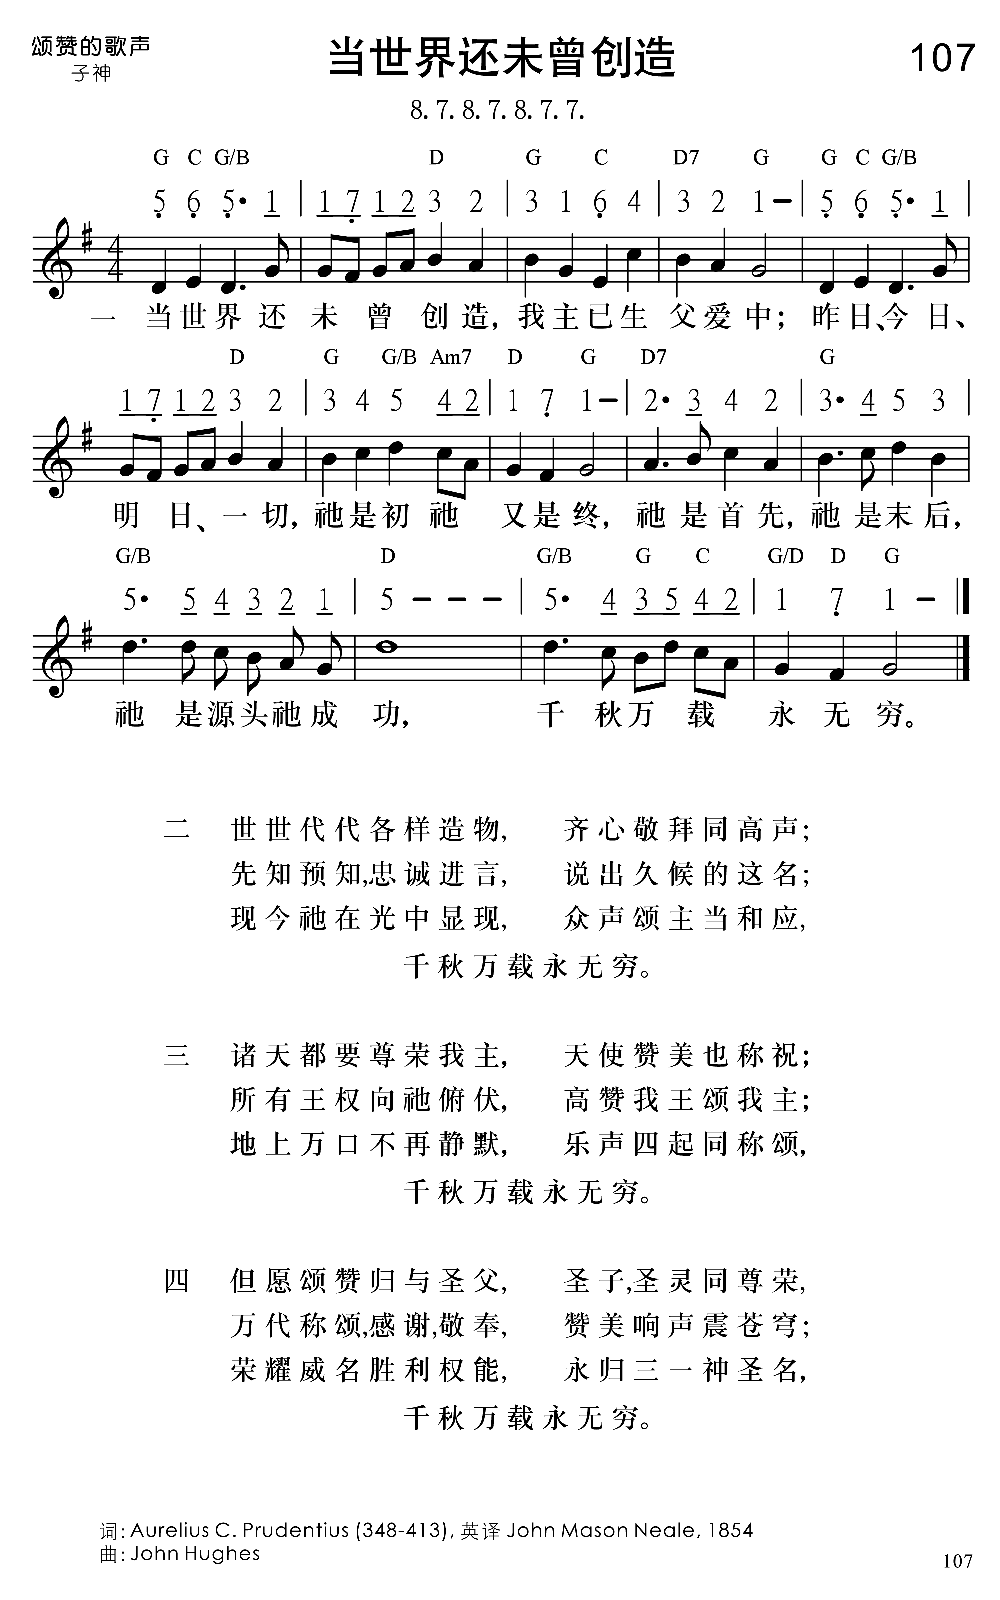 颂赞的歌声
子神
当世界还未曾创造
107
8. 7. 8. 7. 8. 7. 7.
G C G/B D G C D7 G G C G/B
5 6 5· 1 | 1 7 1 2 3 2 | 3 1 6 4 | 3 2 1 – | 5 6 5· 1 |
4 4
一 当世界还未曾创造，我主已生父爱中；昨日、今日、
D G G/B Am7 D G D7 G
1 7 1 2 3 2 | 3 4 5 4 2 | 1 7 1 – | 2· 3 4 2 | 3· 4 5 3 |
明日、一切，祂是初祂又是终，祂是首先，祂是末后，
G/B D G/B G C G/D D G
5· 5 4 3 2 1 | 5 – – – | 5· 4 3 5 4 2 | 1 7 1 – ‖
祂是源头祂成功，千秋万载永无穷。
二 世世代代各样造物， 齐心敬拜同高声；
先知预知,忠诚进言， 说出久候的这名；
现今祂在光中显现， 众声颂主当和应，
千秋万载永无穷。
三 诸天都要尊荣我主， 天使赞美也称祝；
所有王权向祂俯伏， 高赞我王颂我主；
地上万口不再静默， 乐声四起同称颂，
千秋万载永无穷。
四 但愿颂赞归与圣父， 圣子,圣灵同尊荣，
万代称颂,感谢,敬奉， 赞美响声震苍穹；
荣耀威名胜利权能， 永归三一神圣名，
千秋万载永无穷。
词: Aurelius C. Prudentius (348-413), 英译 John Mason Neale, 1854
曲: John Hughes
107